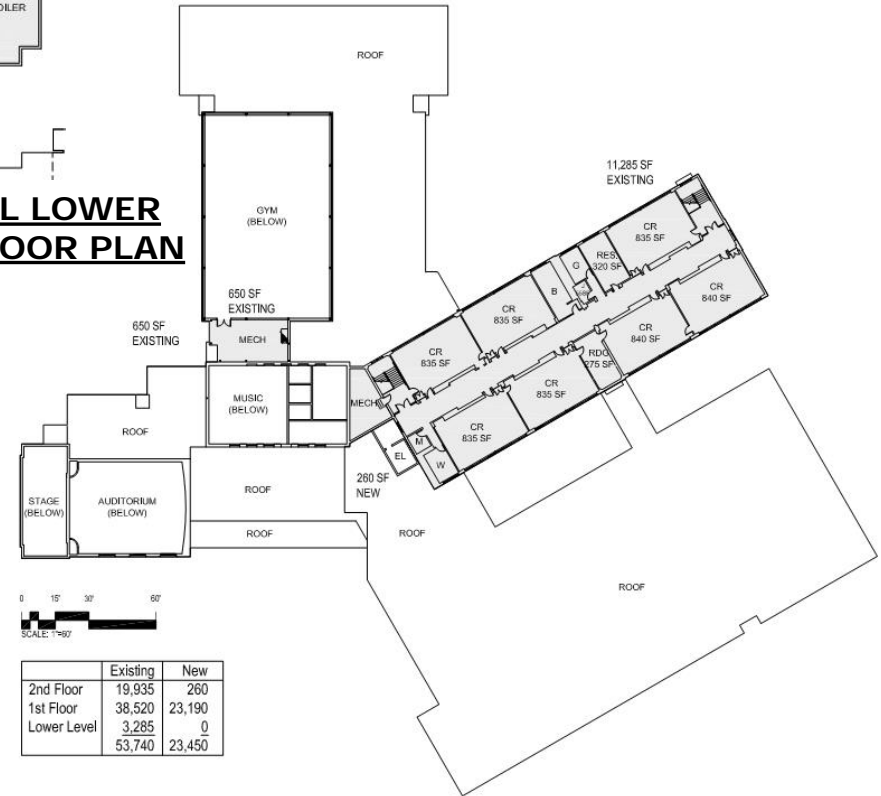 OILER
L LOWER
OOR PLAN
ROOF
GYM
(BELOW)
11,285 SF
EXISTING
CR
835 SF
RES.
320 SF
G
B
CR
840 SF
CR
835 SF
CR
840 SF
CR
835 SF
RDG
275 SF
CR
835 SF
CR
835 SF
650 SF
EXISTING
650 SF
EXISTING
MECH
MUSIC
(BELOW)
MECH
M
W
EL
260 SF
NEW
ROOF
STAGE
(BELOW)
AUDITORIUM
(BELOW)
ROOF
ROOF
ROOF
ROOF
0 15' 30' 60'
SCALE: 1"=60'
Existing New
2nd Floor 19,935 260
1st Floor 38,520 23,190
Lower Level 3,285 0
53,740 23,450